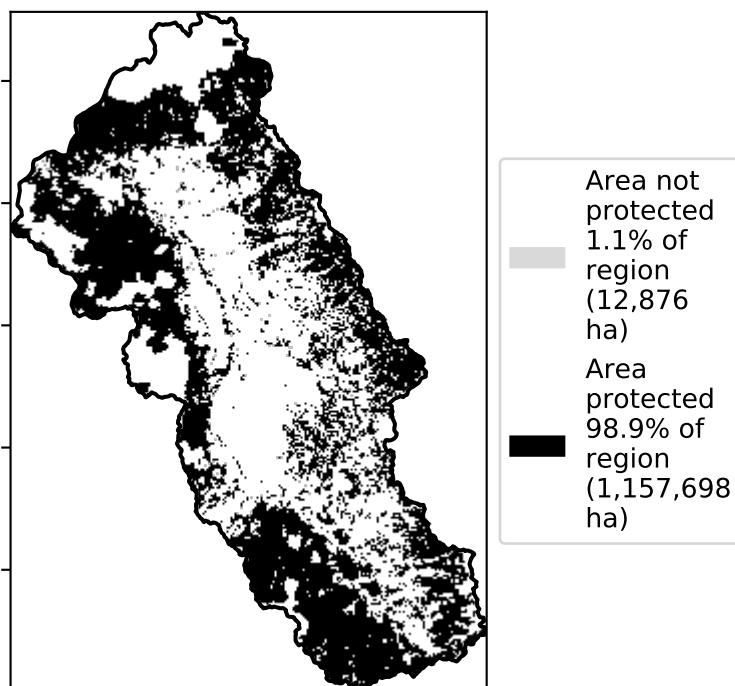 Area not
protected
1.1% of
region
(12,876
ha)
Area
protected
98.9% of
region
(1,157,698
ha)